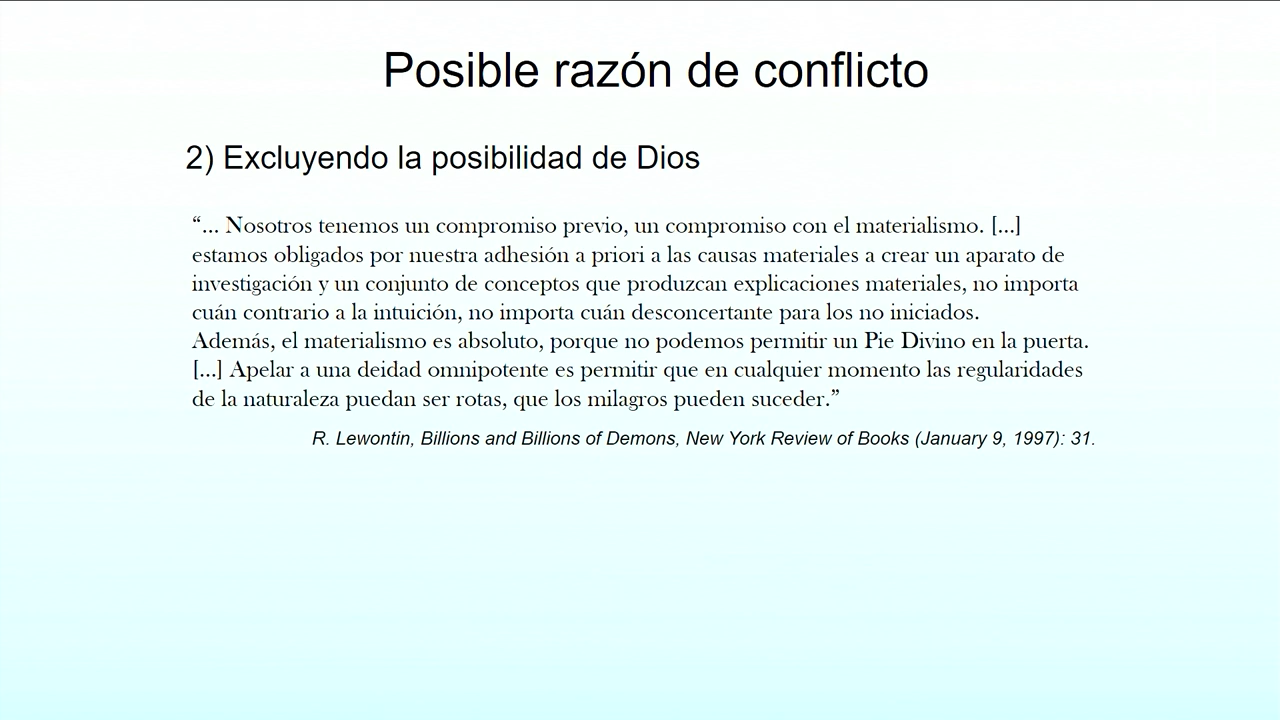 Posible razón de conflicto
2) Excluyendo la posibilidad de Dios
“... Nosotros tenemos un compromiso previo, un compromiso con el materialismo. [...]
estamos obligados por nuestra adhesión a priori a las causas materiales a crear un aparato de
investigación y un conjunto de conceptos que produzcan explicaciones materiales, no importa
cuán contrario a la intuición, no importa cuán desconcertante para los no iniciados.
Además, el materialismo es absoluto, porque no podemos permitir un Pie Divino en la puerta.
[...] Apelar a una deidad omnipotente es permitir que en cualquier momento las regularidades
de la naturaleza puedan ser rotas, que los milagros pueden suceder.”
R. Lewontin, Billions and Billions of Demons, New York Review of Books (January 9, 1997): 31.